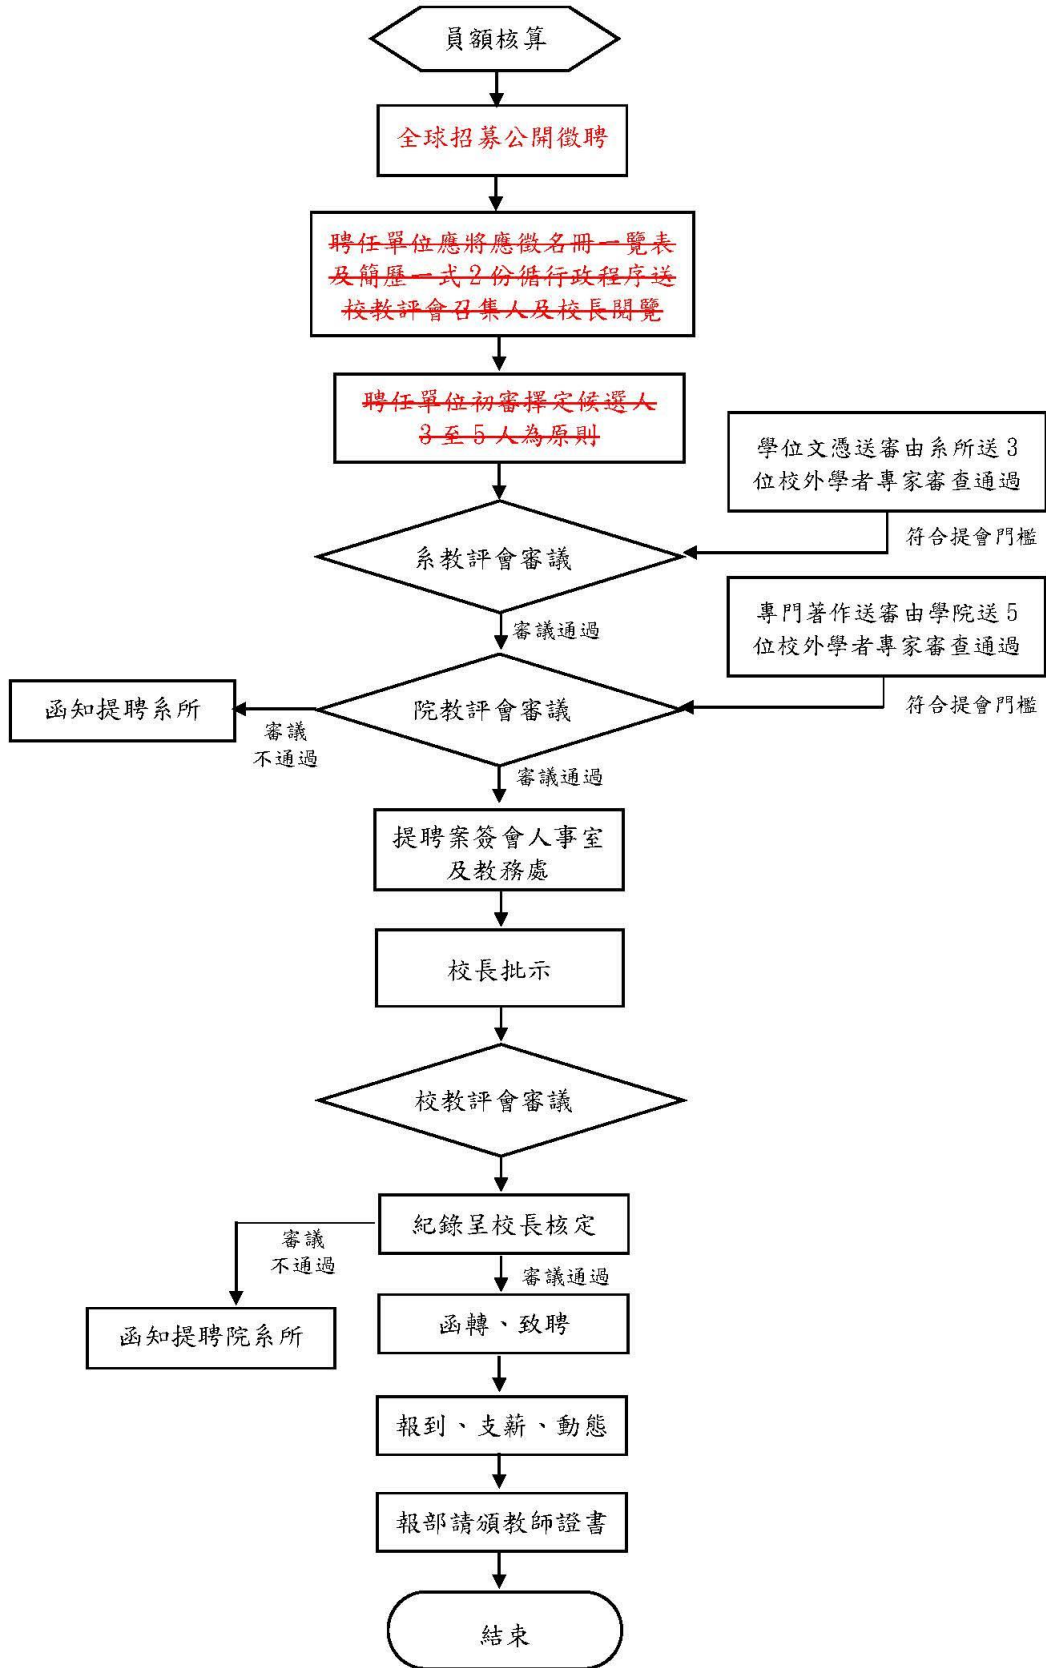 員額核算
全球招募公開徵聘
聘任單位應將應徵名冊一覽表
及簡歷一式2份循行政程序送
校教評會召集人及校長閱覽
聘任單位初審擇定候選人
3至5人為原則
學位文憑送審由系所送3
位校外學者專家審查通過
符合提會門檻
系教評會審議
審議通過
專門著作送審由學院送5
位校外學者專家審查通過
符合提會門檻
院教評會審議
函知提聘系所
審議
不通過
審議通過
提聘案簽會人事室
及教務處
校長批示
校教評會審議
紀錄呈校長核定
審議
不通過
審議通過
函知提聘院系所
函轉、致聘
報到、支薪、動態
報部請頒教師證書
結束